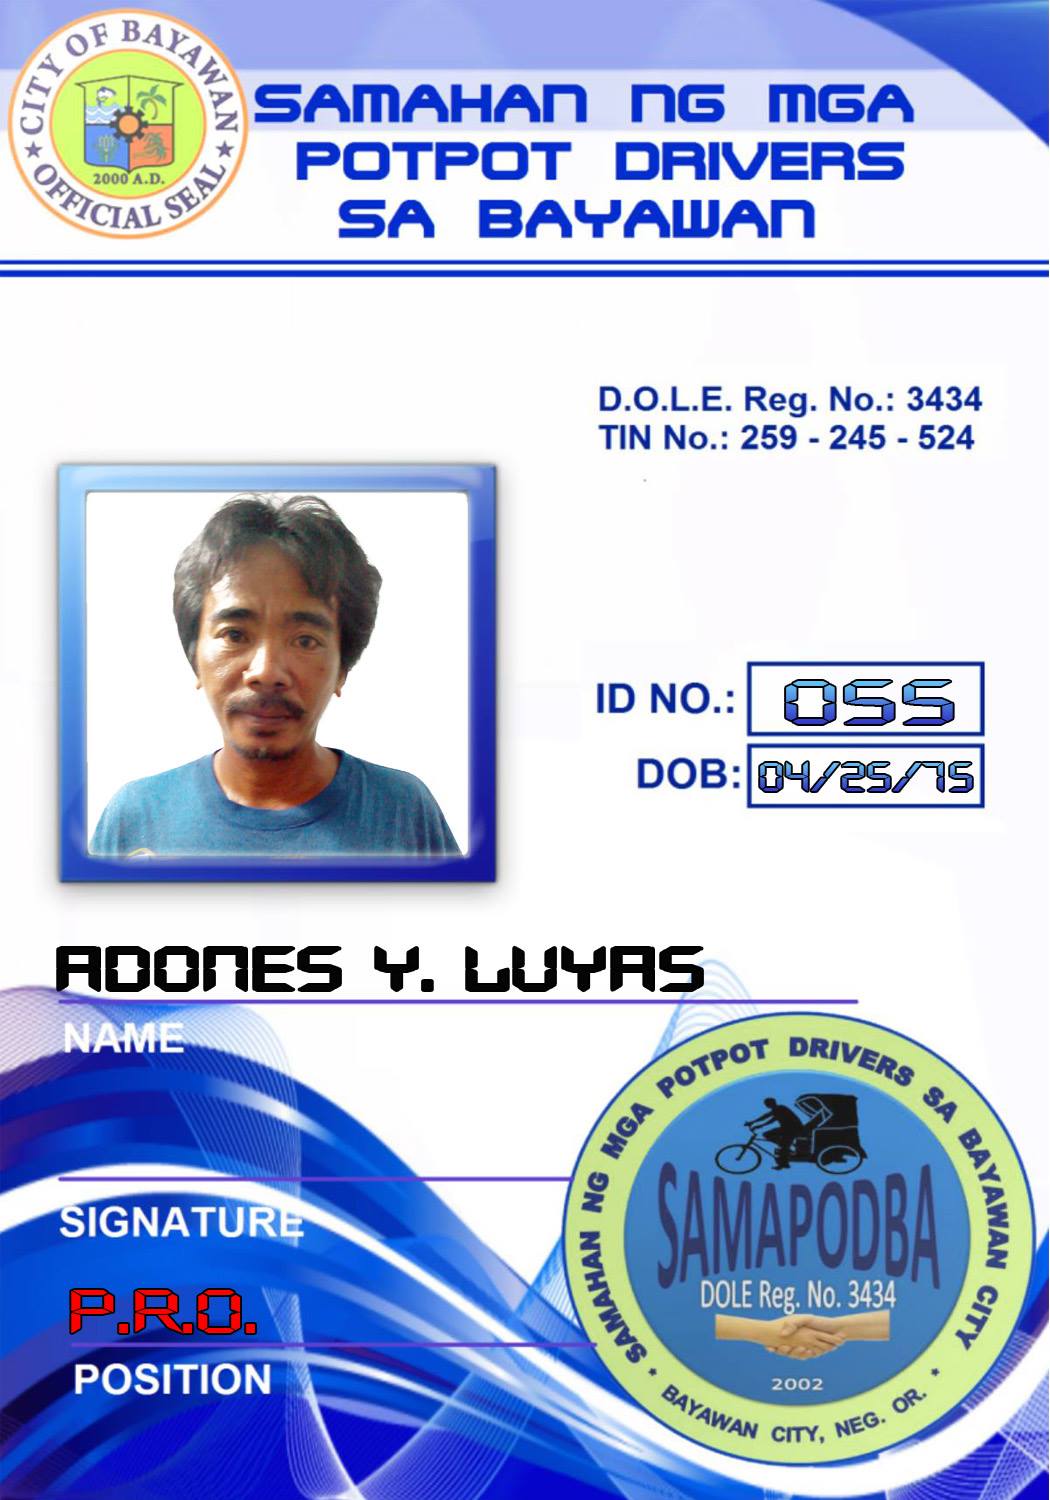 CITY OF BAYAWAN
2000 A.D.
★ OFFICIAL SEAL ★
SAMAHAN NG MGA
POTPOT DRIVERS
SA BAYAWAN
D.O.L.E. Reg. No.: 3434
TIN No.: 259 - 245 - 524
ID NO.: 055
DOB: 04/25/75
ADONES Y. LUYAS
NAME
SIGNATURE
P.R.O.
POSITION
SAMAHAN NG MGA POTPOT DRIVERS SA BAYAWAN CITY
SAMAPODBA
DOLE Reg. No. 3434
2002
* BAYAWAN CITY, NEG. OR. *